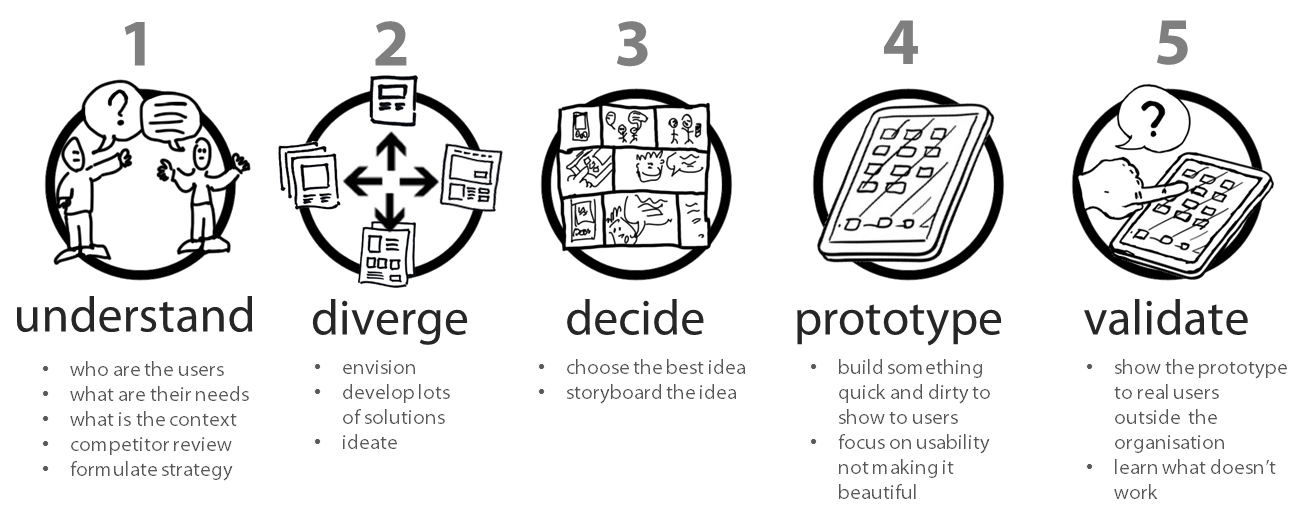 1
understand
• who are the users
• what are their needs
• what is the context
• competitor review
• formulate strategy
2
diverge
• envision
• develop lots
of solutions
• ideate
3
decide
• choose the best idea
• storyboard the idea
4
prototype
• build something
quick and dirty to
show to users
• focus on usability
not making it
beautiful
5
validate
• show the prototype
to real users
outside the
organisation
• learn what doesn't
work
?
?